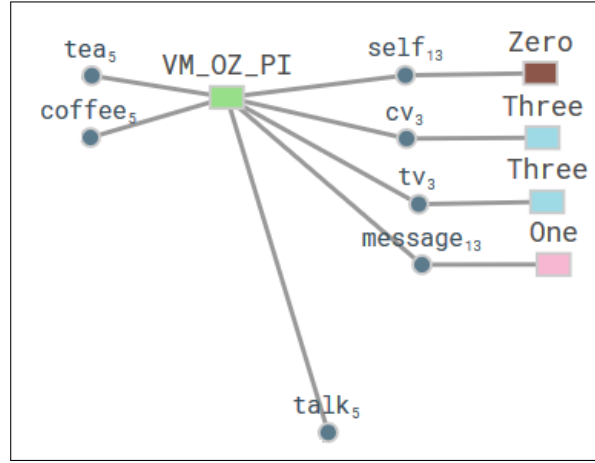 tea₅
VM_OZ_PI
self₁₃
Zero
coffee₅
cv₃
Three
tv₃
Three
message₁₃
One
talk₅